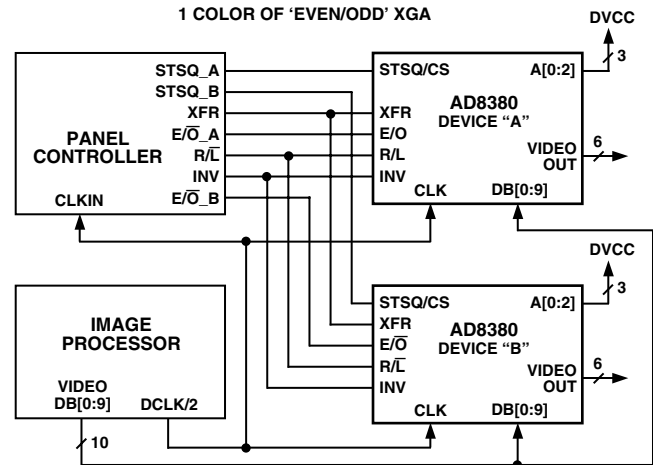 1 COLOR OF ‘EVEN/ODD’ XGA
PANEL
CONTROLLER
CLKIN
STSQ_A
STSQ_B
XFR
E/O̅_A
R/L̅
INV
E/O̅_B
STSQ/CS
XFR
E/O
R/L
INV
AD8380
DEVICE “A”
CLK
DB[0:9]
A[0:2]
VIDEO
OUT
DVCC
3
6
IMAGE
PROCESSOR
VIDEO
DB[0:9]
DCLK/2
10
STSQ/CS
XFR
E/O̅
R/L̅
INV
AD8380
DEVICE “B”
CLK
DB[0:9]
A[0:2]
VIDEO
OUT
DVCC
3
6